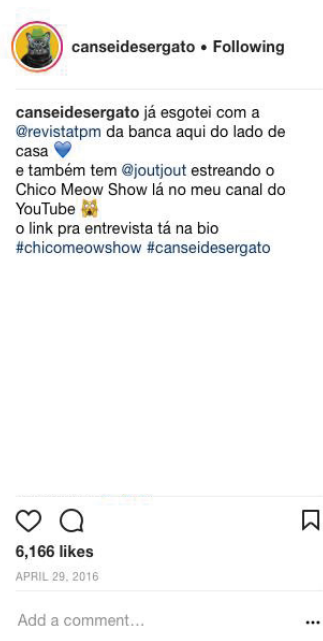 canseidesergato • Following
canseidesergato já esgotei com a
@revistatpm da banca aqui do lado de
casa 💙
e também tem @joutjout estreando o
Chico Meow Show lá no meu canal do
YouTube 🙀
o link pra entrevista tá na bio
#chicomeowshow #canseidesergato
6,166 likes
APRIL 29, 2016
Add a comment...